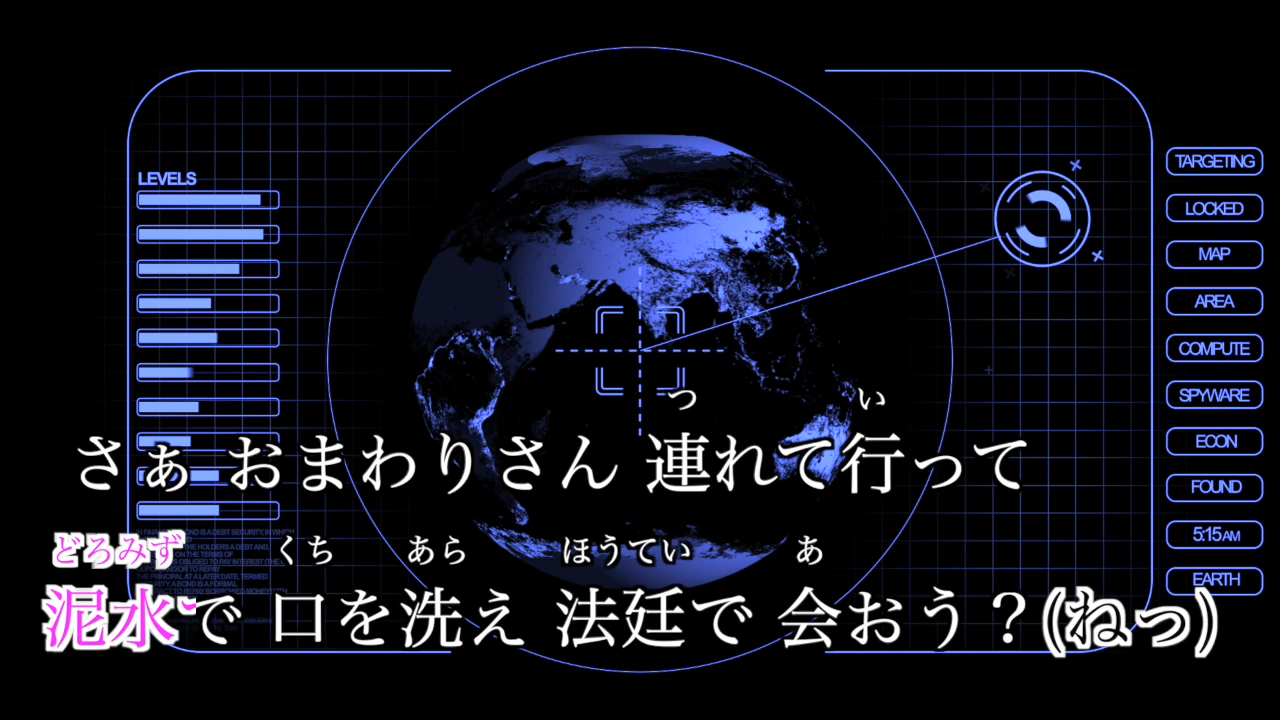 LEVELS
TARGETING
LOCKED
MAP
AREA
COMPUTE
SPYWARE
ECON
FOUND
5:15 AM
EARTH
つ い
さぁ おまわりさん 連れて行って
どろみず くち あら ほうてい あ
泥水で 口を洗え 法廷で 会おう？(ねっ)